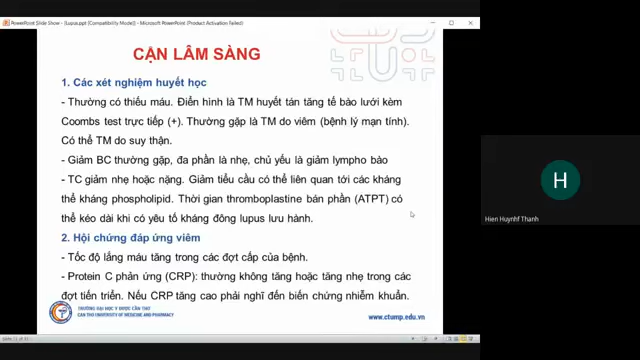 PowerPoint Slide Show - [Lupus.ppt [Compatibility Mode]] - Microsoft PowerPoint (Product Activation Failed)
CẬN LÂM SÀNG
1. Các xét nghiệm huyết học
- Thường có thiếu máu. Điển hình là TM huyết tán tăng tế bào lưới kèm
Coombs test trực tiếp (+). Thường gặp là TM do viêm (bệnh lý mạn tính).
Có thể TM do suy thận.
- Giảm BC thường gặp, đa phần là nhẹ, chủ yếu là giảm lympho bào
- TC giảm nhẹ hoặc nặng. Giảm tiểu cầu có thể liên quan tới các kháng
thể kháng phospholipid. Thời gian thromboplastine bán phần (ATPT) có
thể kéo dài khi có yêu tố kháng đông lupus lưu hành.
2. Hội chứng đáp ứng viêm
- Tốc độ lắng máu tăng trong các đợt cấp của bệnh.
- Protein C phản ứng (CRP): thường không tăng hoặc tăng nhẹ trong các
đợt tiến triển. Nếu CRP tăng cao phải nghĩ đến biến chứng nhiễm khuẩn.
TRƯỜNG ĐẠI HỌC Y DƯỢC CẦN THƠ
CAN THO UNIVERSITY OF MEDICINE AND PHARMACY
www.ctump.edu.vn
H
Hien Huynhf Thanh